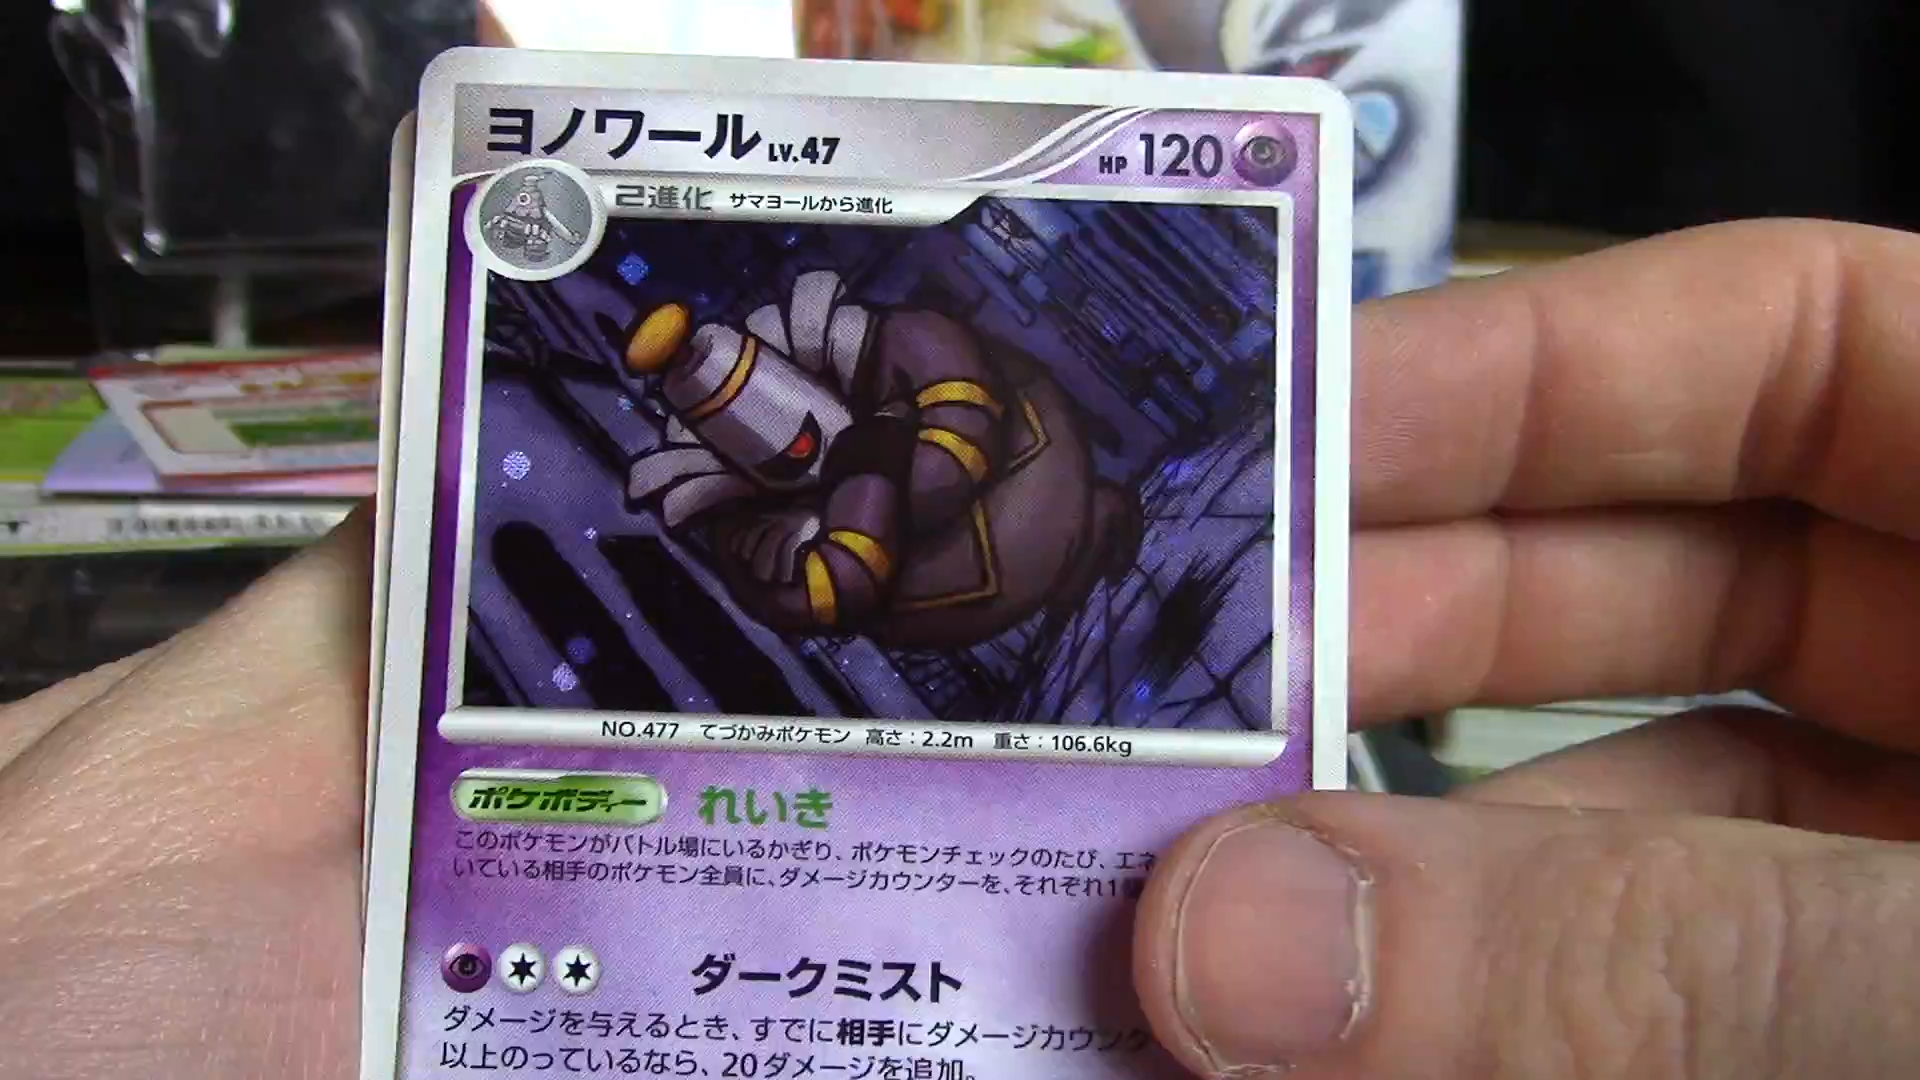 ヨノワール LV.47 HP 120
2進化 サマヨールから進化
NO.477 てづかみポケモン 高さ：2.2m 重さ：106.6kg
ポケボディー れいき
このポケモンがバトル場にいるかぎり、ポケモンチェックのたび、エネ
いている相手のポケモン全員に、ダメージカウンターを、それぞれ1
ダークミスト
ダメージを与えるとき、すでに相手にダメージカウンタ
以上のっているなら、20ダメージを追加。